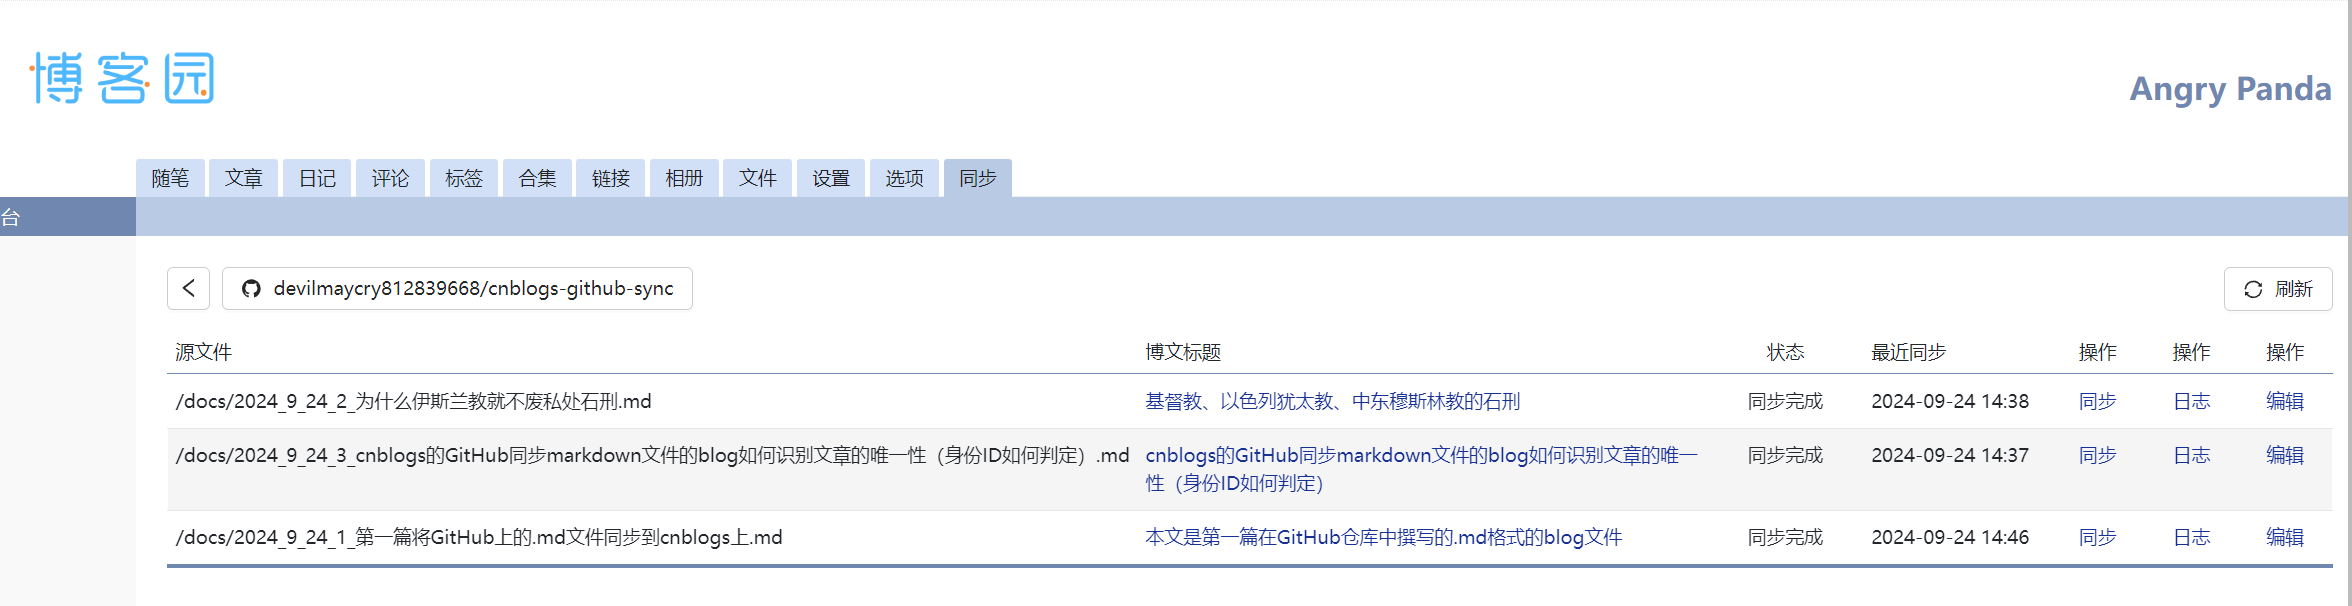 博客园
Angry Panda
随笔 文章 日记 评论 标签 合集 链接 相册 文件 设置 选项 同步
台
devilmaycry812839668/cnblogs-github-sync 刷新
源文件 博文标题 状态 最近同步 操作 操作 操作
/docs/2024_9_24_2_为什么伊斯兰教就不废私处石刑.md 基督教、以色列犹太教、中东穆斯林教的石刑 同步完成 2024-09-24 14:38 同步 日志 编辑
/docs/2024_9_24_3_cnblogs的GitHub同步markdown文件的blog如何识别文章的唯一性（身份ID如何判定）.md cnblogs的GitHub同步markdown文件的blog如何识别文章的唯一 同步完成 2024-09-24 14:37 同步 日志 编辑
性（身份ID如何判定）
/docs/2024_9_24_1_第一篇将GitHub上的.md文件同步到cnblogs上.md 本文是第一篇在GitHub仓库中撰写的.md格式的blog文件 同步完成 2024-09-24 14:46 同步 日志 编辑